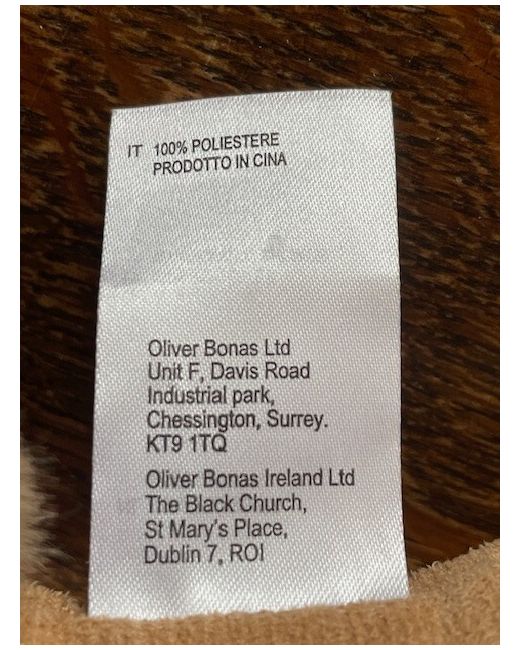 IT 100% POLIESTERE
PRODOTTO IN CINA
Oliver Bonas Ltd
Unit F, Davis Road
Industrial park,
Chessington, Surrey.
KT9 1TQ
Oliver Bonas Ireland Ltd
The Black Church,
St Mary's Place,
Dublin 7, ROI